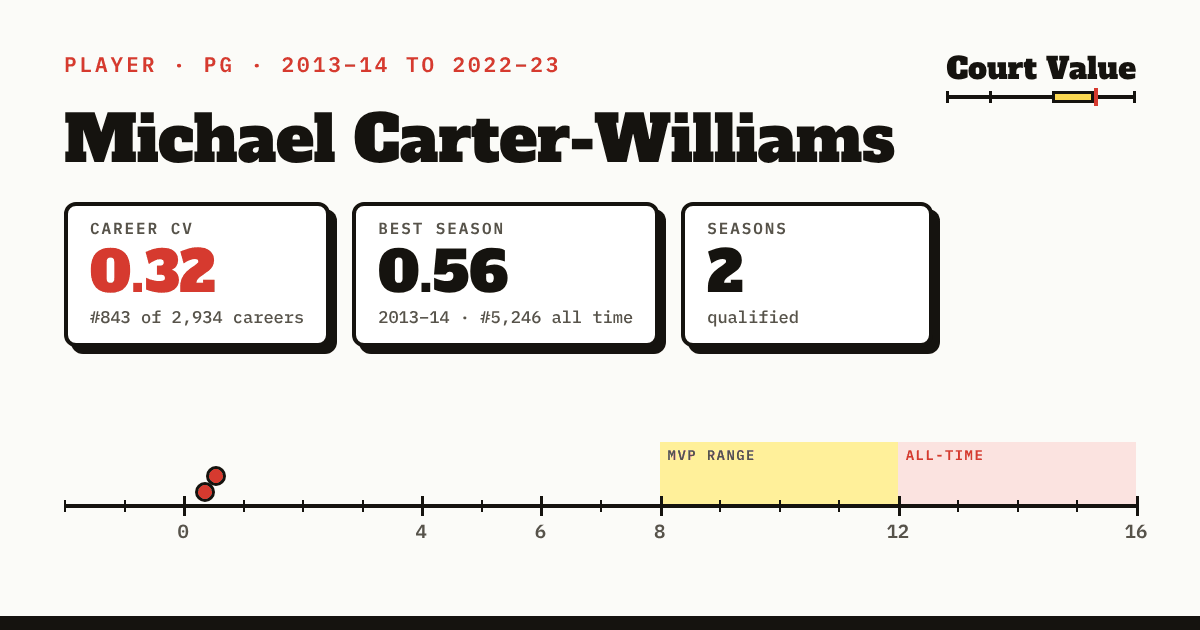 PLAYER · PG · 2013–14 TO 2022–23
Court Value
Michael Carter-Williams
CAREER CV
0.32
#843 of 2,934 careers
BEST SEASON
0.56
2013–14 · #5,246 all time
SEASONS
2
qualified
MVP RANGE
ALL-TIME
0 4 6 8 12 16